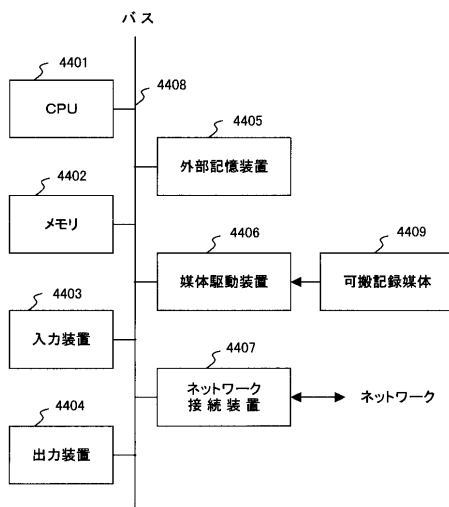 バス
4401
CPU
4408
4405
外部記憶装置
4402
メモリ
4406
媒体駆動装置
4409
可搬記録媒体
4403
入力装置
4407
ネットワーク
接続装置
ネットワーク
4404
出力装置